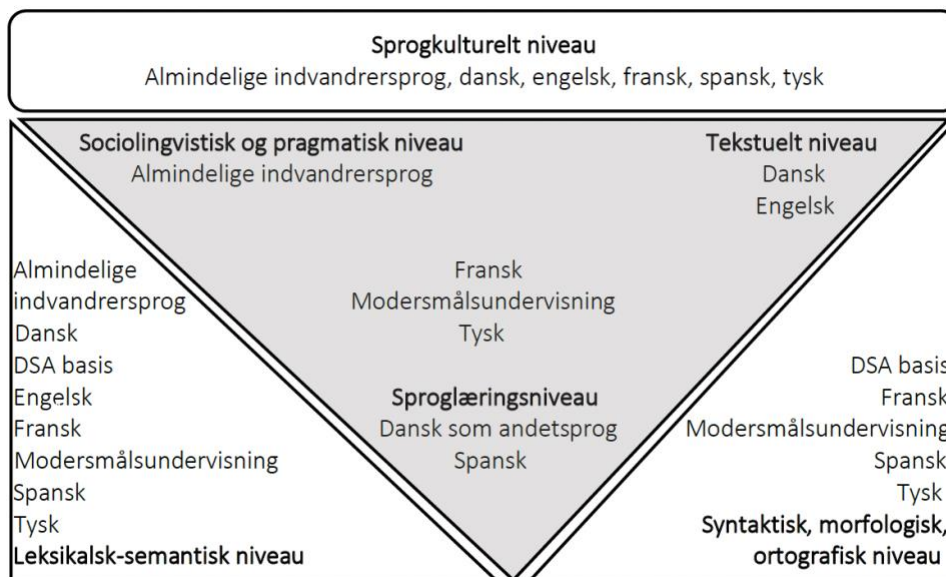 Sprogkulturelt niveau
Almindelige indvandrersprog, dansk, engelsk, fransk, spansk, tysk
Sociolingvistisk og pragmatisk niveau
Almindelige indvandrersprog
Tekstuelt niveau
Dansk
Engelsk
Almindelige
indvandrersprog
Dansk
DSA basis
Engelsk
Fransk
Modersmålsundervisning
Spansk
Tysk
Leksikalsk-semantisk niveau
Fransk
Modersmålsundervisning
Tysk
Sproglæringsniveau
Dansk som andetsprog
Spansk
DSA basis
Fransk
Modersmålsundervisning
Spansk
Tysk
Syntaktisk, morfologisk,
ortografisk niveau